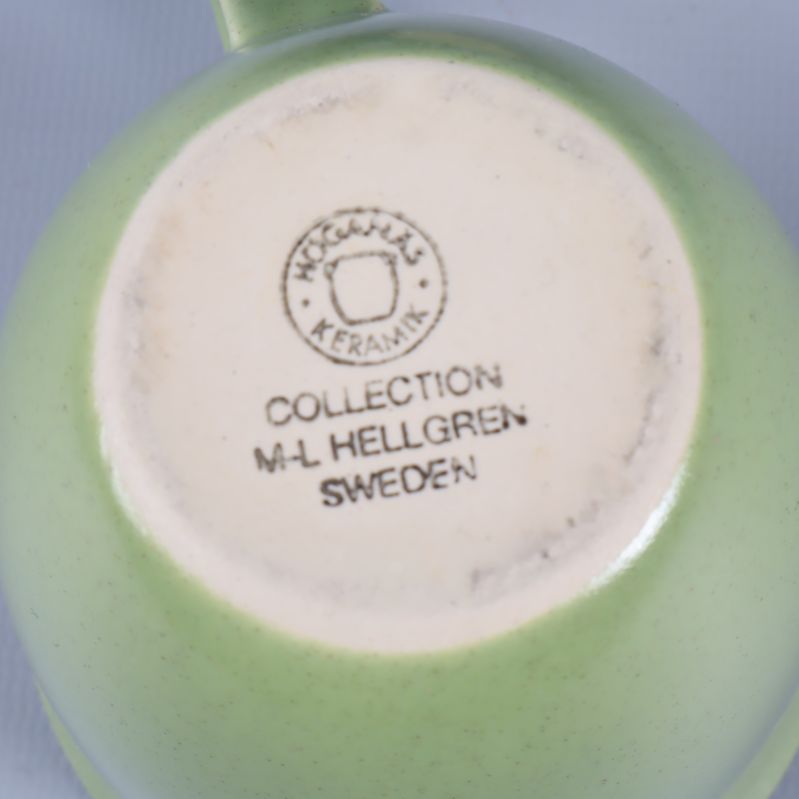 HÖGANÄS
KERAMIK
COLLECTION
M-L HELLGREN
SWEDEN